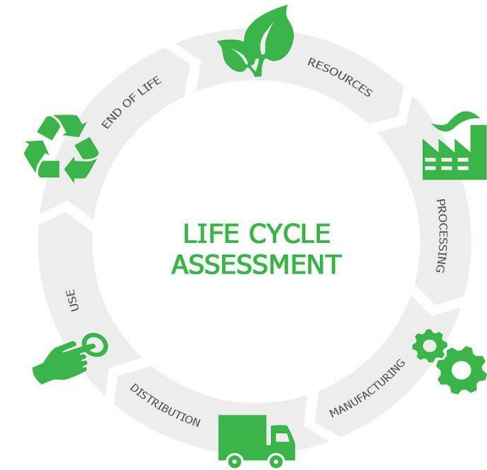 LIFE CYCLE
ASSESSMENT
RESOURCES
PROCESSING
MANUFACTURING
DISTRIBUTION
USE
END OF LIFE